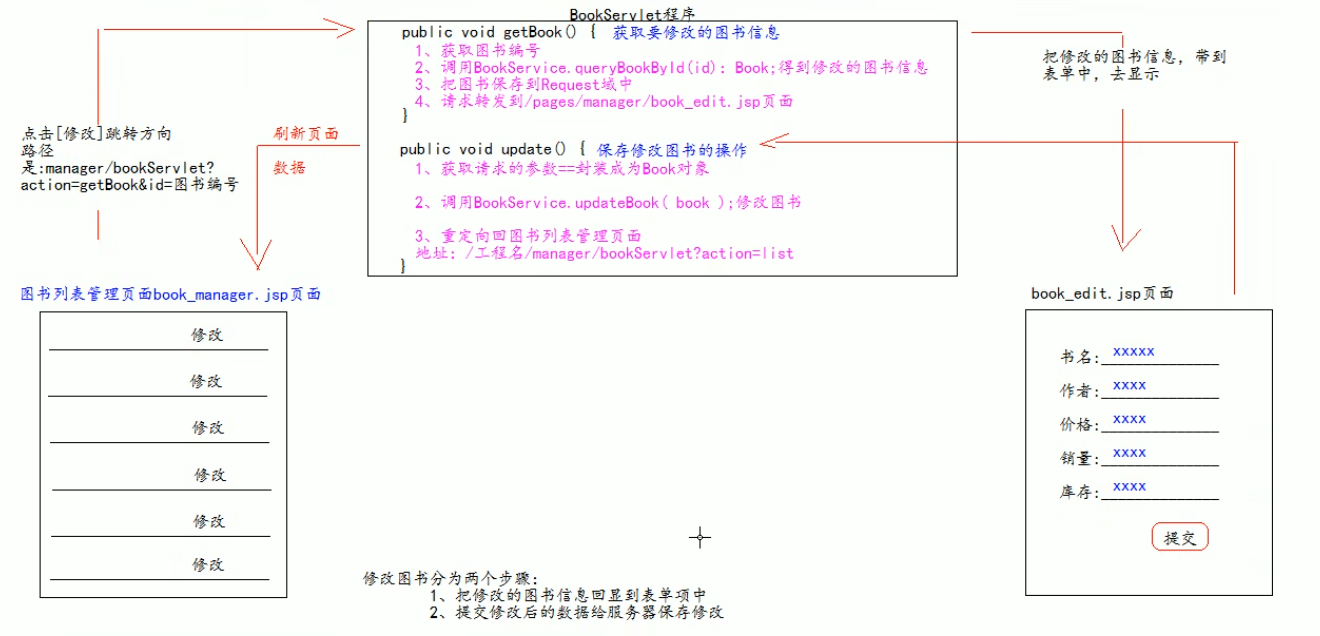 BookServlet程序
public void getBook() { 获取要修改的图书信息
1、获取图书编号
2、调用BookService.queryBookById(id): Book;得到修改的图书信息
3、把图书保存到Request域中
4、请求转发到/pages/manager/book_edit.jsp页面
}
public void update() { 保存修改图书的操作
1、获取请求的参数==封装成为Book对象
2、调用BookService.updateBook( book );修改图书
3、重定向回图书列表管理页面
地址: /工程名/manager/bookServlet?action=list
}
点击[修改]跳转方向
路径
是:manager/bookServlet?
action=getBook&id=图书编号
刷新页面
数据
把修改的图书信息, 带到
表单中, 去显示
图书列表管理页面book_manager.jsp页面
修改
修改
修改
修改
修改
修改
book_edit.jsp页面
书名: xxxxx
作者: xxxx
价格: xxxx
销量: xxxx
库存: xxxx
提交
修改图书分为两个步骤:
1、把修改的图书信息回显到表单项中
2、提交修改后的数据给服务器保存修改